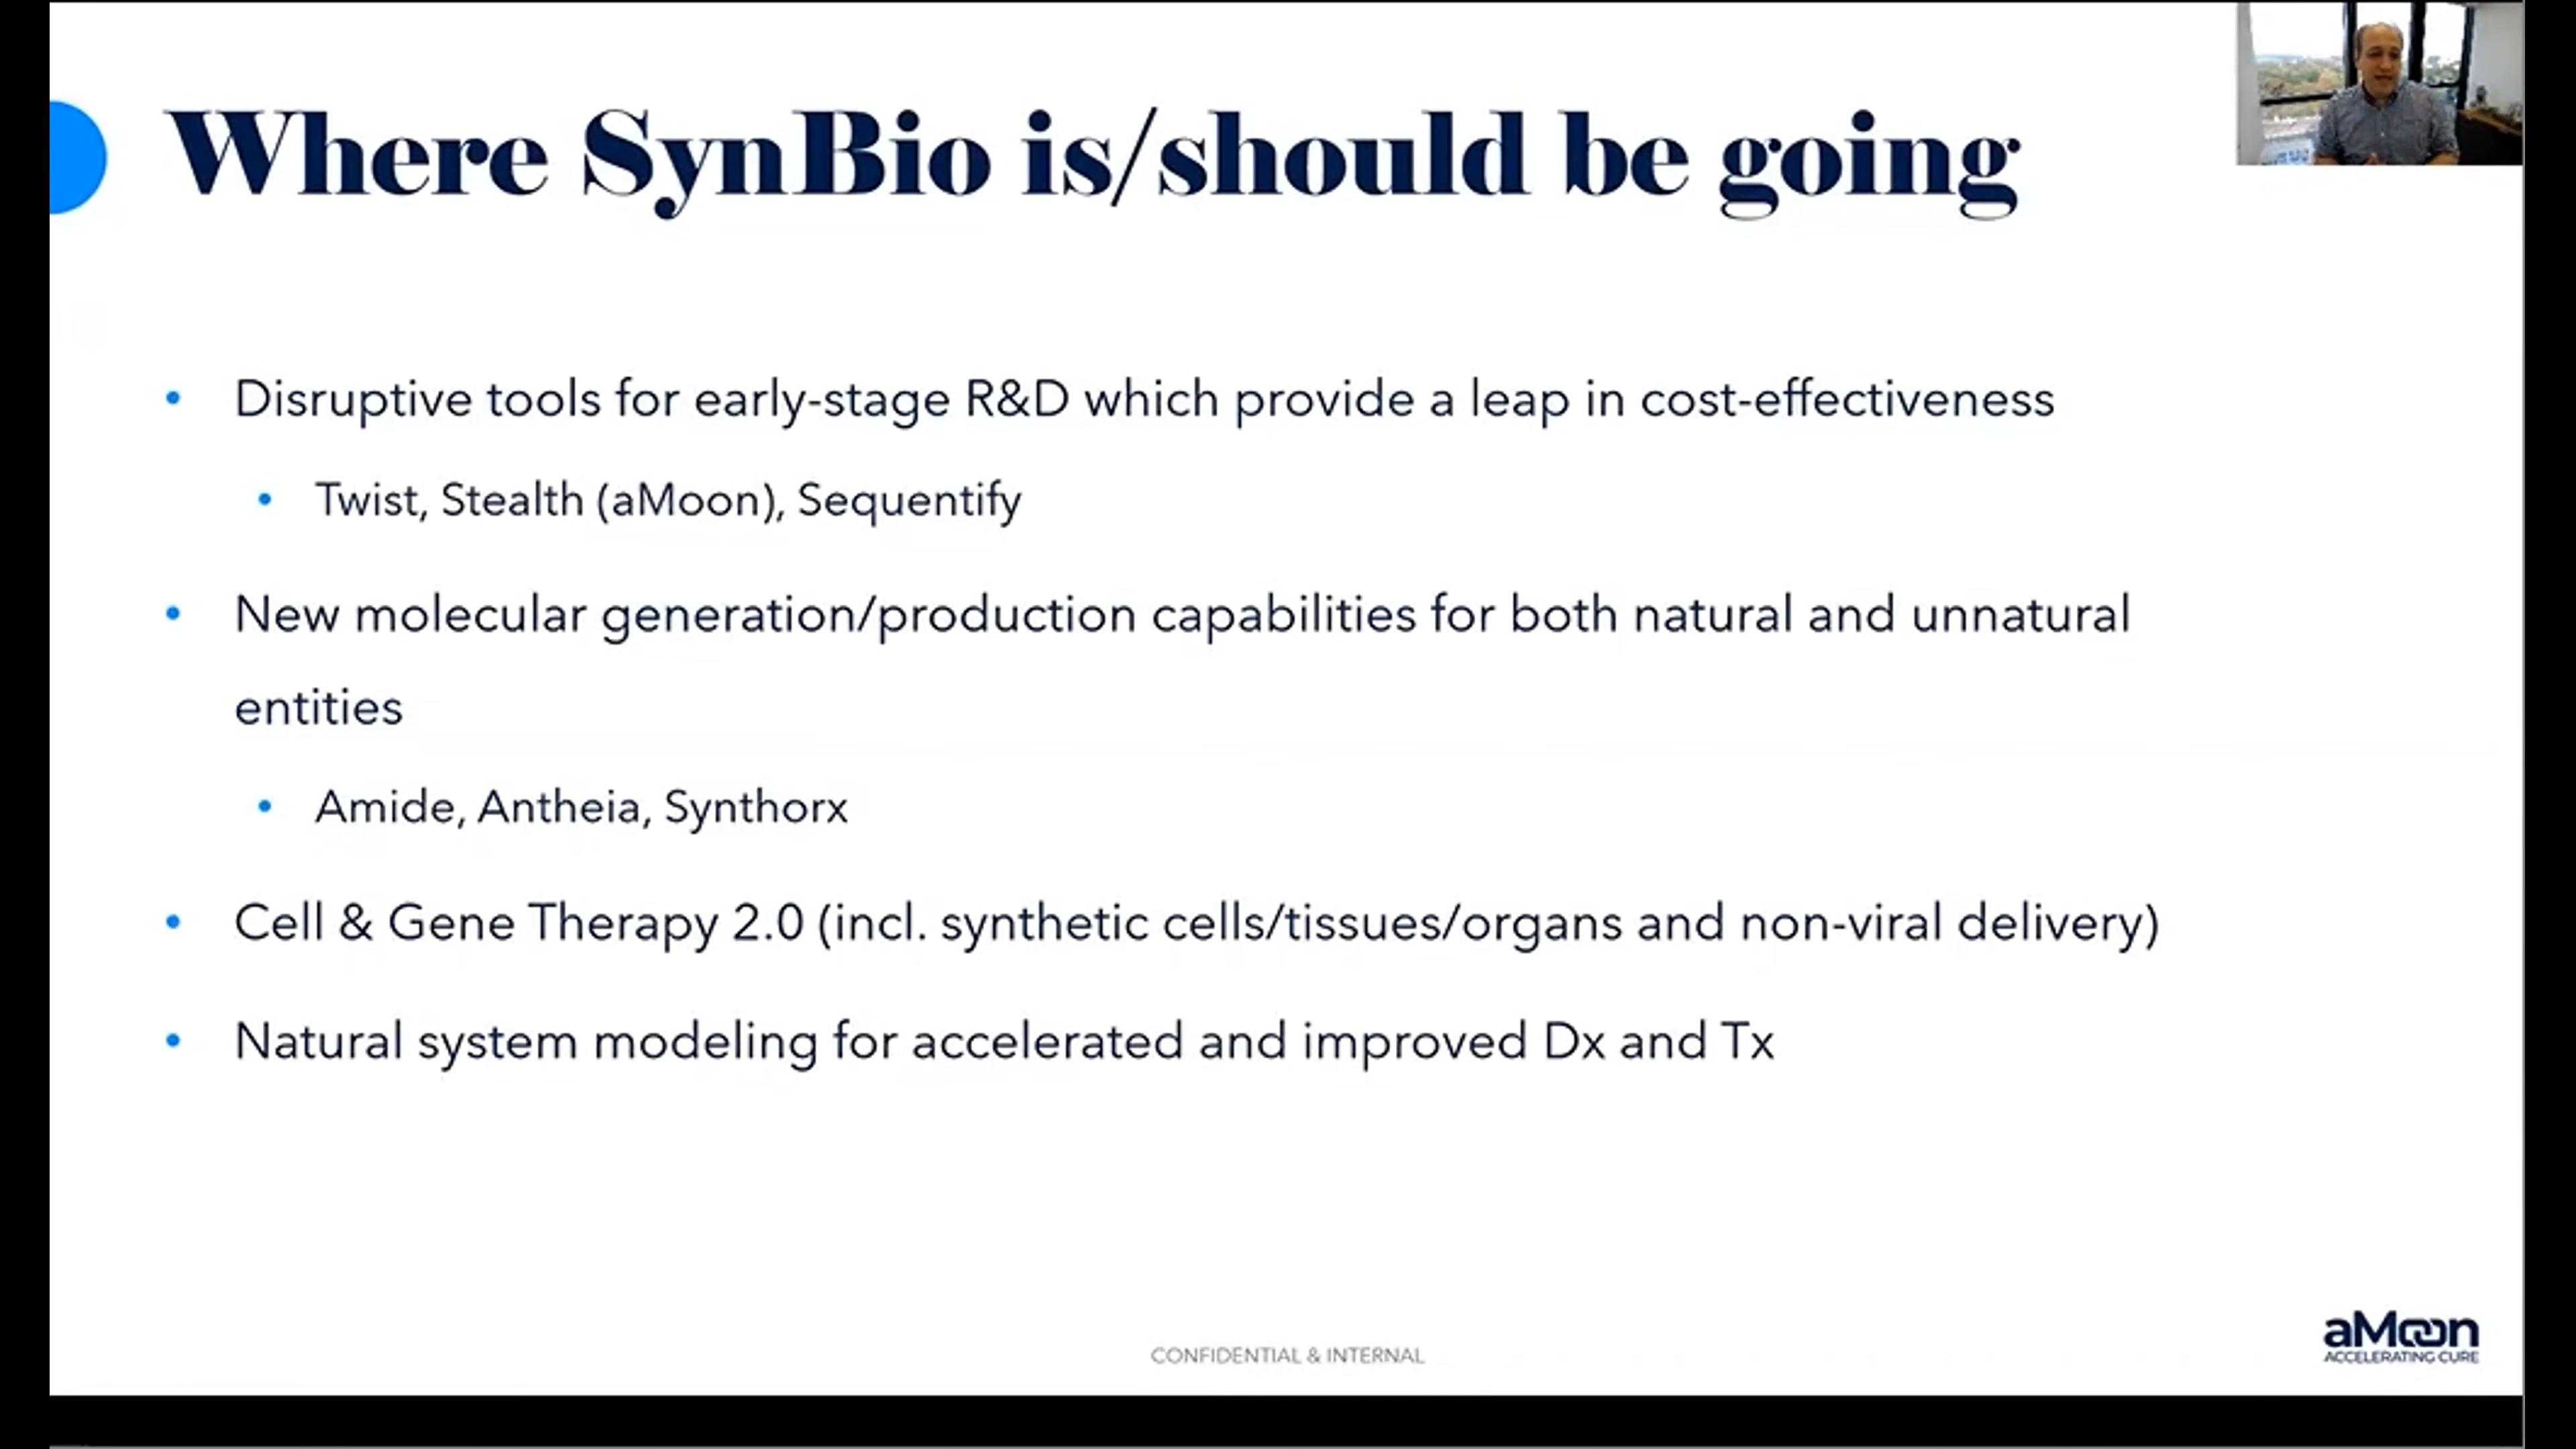 Where SynBio is/should be going
• Disruptive tools for early-stage R&D which provide a leap in cost-effectiveness
• Twist, Stealth (aMoon), Sequentify
• New molecular generation/production capabilities for both natural and unnatural
entities
• Amide, Antheia, Synthorx
• Cell & Gene Therapy 2.0 (incl. synthetic cells/tissues/organs and non-viral delivery)
• Natural system modeling for accelerated and improved Dx and Tx
CONFIDENTIAL & INTERNAL
aMoon
ACCELERATING CURE